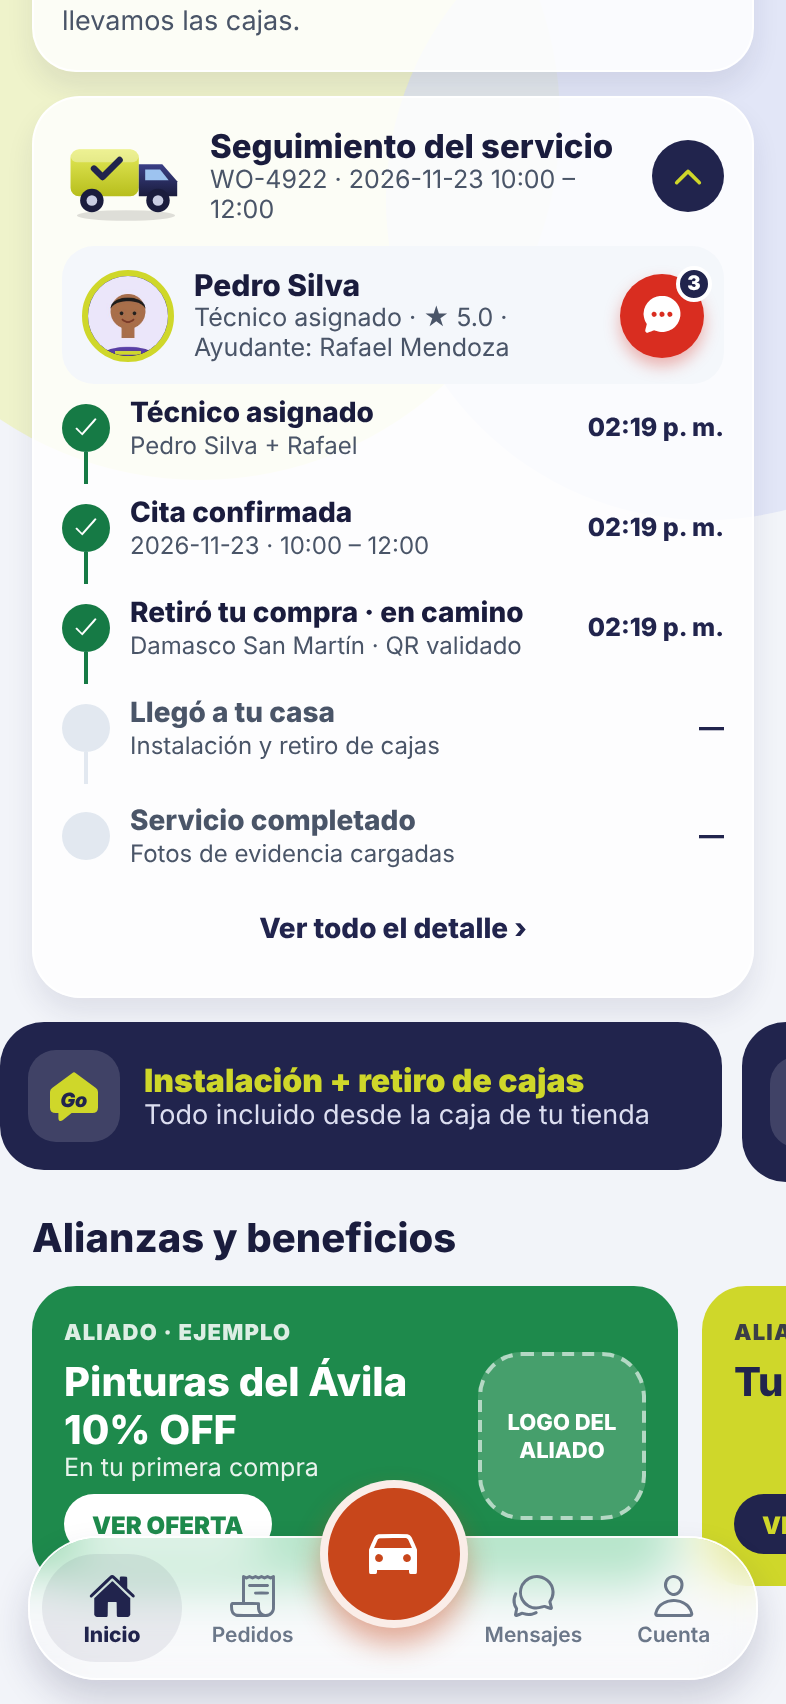 llevamos las cajas.
Seguimiento del servicio
WO-4922 · 2026-11-23 10:00 –
12:00
Pedro Silva
Técnico asignado · ★ 5.0 ·
Ayudante: Rafael Mendoza
3
Técnico asignado
Pedro Silva + Rafael
02:19 p. m.
Cita confirmada
2026-11-23 · 10:00 – 12:00
02:19 p. m.
Retiró tu compra · en camino
Damasco San Martín · QR validado
02:19 p. m.
Llegó a tu casa
Instalación y retiro de cajas
—
Servicio completado
Fotos de evidencia cargadas
—
Ver todo el detalle ›
Go
Instalación + retiro de cajas
Todo incluido desde la caja de tu tienda
Alianzas y beneficios
ALIADO · EJEMPLO
Pinturas del Ávila
10% OFF
En tu primera compra
VER OFERTA
LOGO DEL
ALIADO
ALIA
Tu
Inicio
Pedidos
Mensajes
Cuenta